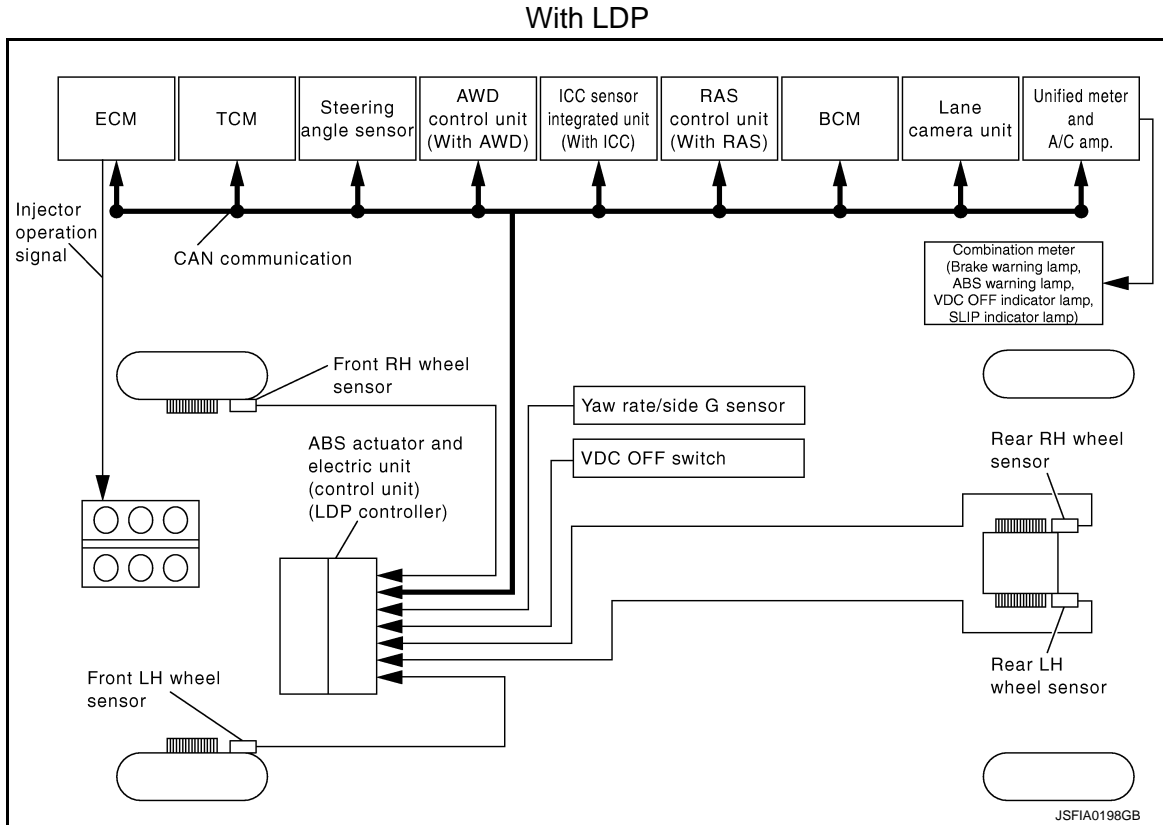 With LDP
ECM
TCM
Steering
angle sensor
AWD
control unit
(With AWD)
ICC sensor
integrated unit
(With ICC)
RAS
control unit
(With RAS)
BCM
Lane
camera unit
Unified meter
and
A/C amp.
Injector
operation
signal
CAN communication
Combination meter
(Brake warning lamp,
ABS warning lamp,
VDC OFF indicator lamp,
SLIP indicator lamp)
Front RH wheel
sensor
Yaw rate/side G sensor
ABS actuator and
electric unit
(control unit)
(LDP controller)
VDC OFF switch
Rear RH wheel
sensor
Front LH wheel
sensor
Rear LH
wheel sensor
JSFIA0198GB